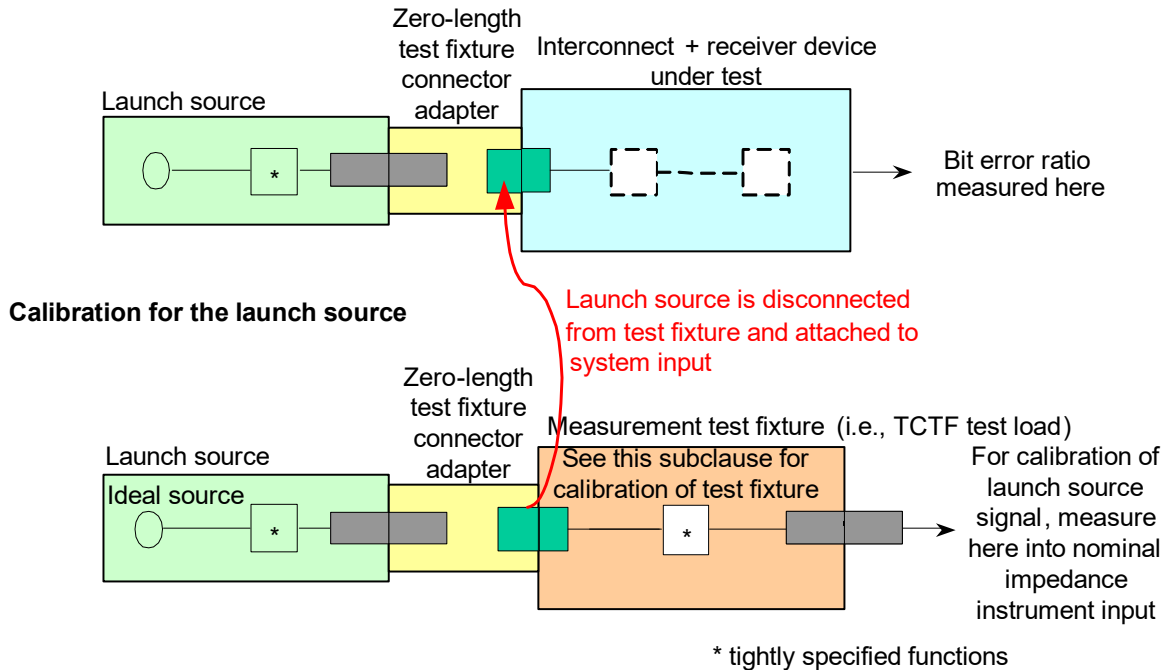 Zero-length
test fixture
connector
adapter
Interconnect + receiver device
under test
Launch source
*
Bit error ratio
measured here
Calibration for the launch source
Launch source is disconnected
from test fixture and attached to
system input
Zero-length
test fixture
connector
adapter
Measurement test fixture (i.e., TCTF test load)
Launch source
Ideal source
*
See this subclause for
calibration of test fixture
*
For calibration of
launch source
signal, measure
here into nominal
impedance
instrument input
* tightly specified functions